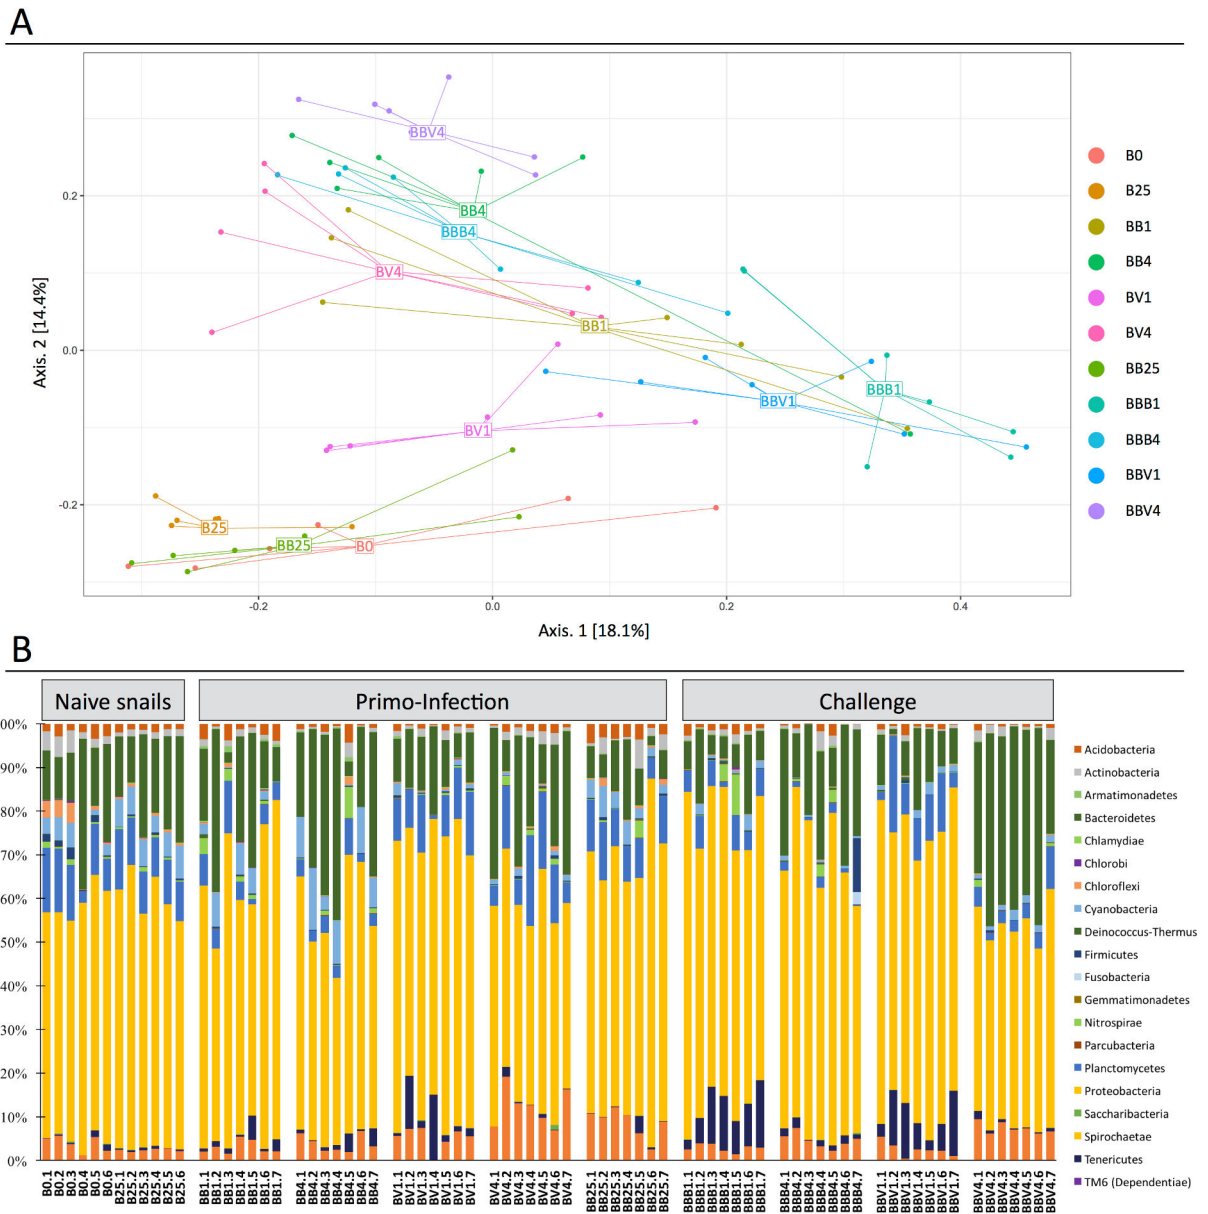 A
BBV4
BB4
BBB4
BV4
BB1
BBB1
BBV1
BV1
B25
BB25
B0
0.2
0.0
-0.2
-0.2
0.0
0.2
0.4
Axis. 2 [14.4%]
Axis. 1 [18.1%]
B0
B25
BB1
BB4
BV1
BV4
BB25
BBB1
BBB4
BBV1
BBV4
B
Naive snails
Primo-Infection
Challenge
00%
90%
80%
70%
60%
50%
40%
30%
20%
10%
0%
B0.1
B0.2
B0.3
B0.4
B0.5
B0.6
B25.1
B25.2
B25.3
B25.4
B25.5
B25.6
BB1.1
BB1.2
BB1.3
BB1.4
BB1.5
BB1.6
BB1.7
BB4.1
BB4.2
BB4.3
BB4.4
BB4.5
BB4.6
BB4.7
BV1.1
BV1.2
BV1.3
BV1.4
BV1.5
BV1.6
BV1.7
BV4.1
BV4.2
BV4.3
BV4.4
BV4.5
BV4.6
BV4.7
BB25.1
BB25.2
BB25.3
BB25.4
BB25.5
BB25.6
BB25.7
BBB1.1
BBB1.2
BBB1.3
BBB1.4
BBB1.5
BBB1.6
BBB1.7
BBB4.1
BBB4.2
BBB4.3
BBB4.4
BBB4.5
BBB4.6
BBB4.7
BBV1.1
BBV1.2
BBV1.3
BBV1.4
BBV1.5
BBV1.6
BBV1.7
BBV4.1
BBV4.2
BBV4.3
BBV4.4
BBV4.5
BBV4.6
BBV4.7
Acidobacteria
Actinobacteria
Armatimonadetes
Bacteroidetes
Chlamydiae
Chlorobi
Chloroflexi
Cyanobacteria
Deinococcus-Thermus
Firmicutes
Fusobacteria
Gemmatimonadetes
Nitrospirae
Parcubacteria
Planctomycetes
Proteobacteria
Saccharibacteria
Spirochaetae
Tenericutes
TM6 (Dependentiae)